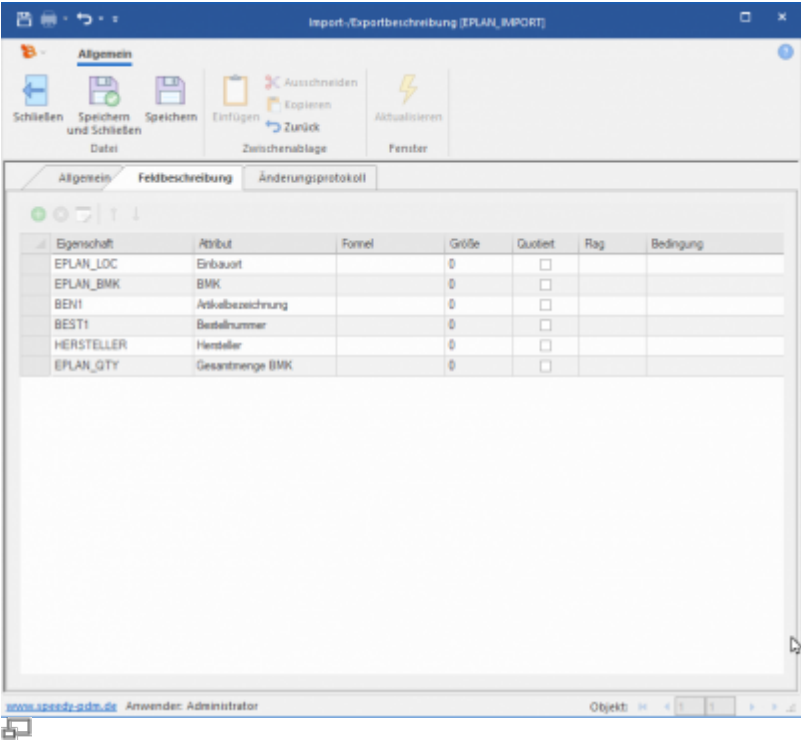 Import-/Exportbeschreibung [EPLAN_IMPORT]
Allgemein
Schließen
Speichern und Schließen
Speichern
Datei
Einfügen
Ausschneiden
Kopieren
Zurück
Zwischenablage
Aktualisieren
Fenster
Allgemein Feldbeschreibung Änderungsprotokoll
Eigenschaft Attribut Formel Größe Quotiert Flag Bedingung
EPLAN_LOC Einbauort 0
EPLAN_BMK BMK 0
BEN1 Artikelbezeichnung 0
BEST1 Bestellnummer 0
HERSTELLER Hersteller 0
EPLAN_QTY Gesamtmenge BMK 0
www.speedy-pdm.de Anwender: Administrator Objekt: 1 1